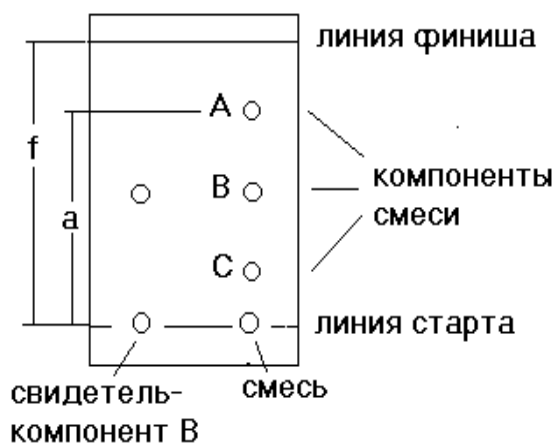 линия финиша
A
f
B
компоненты
смеси
a
C
линия старта
свидетель-
компонент В
смесь